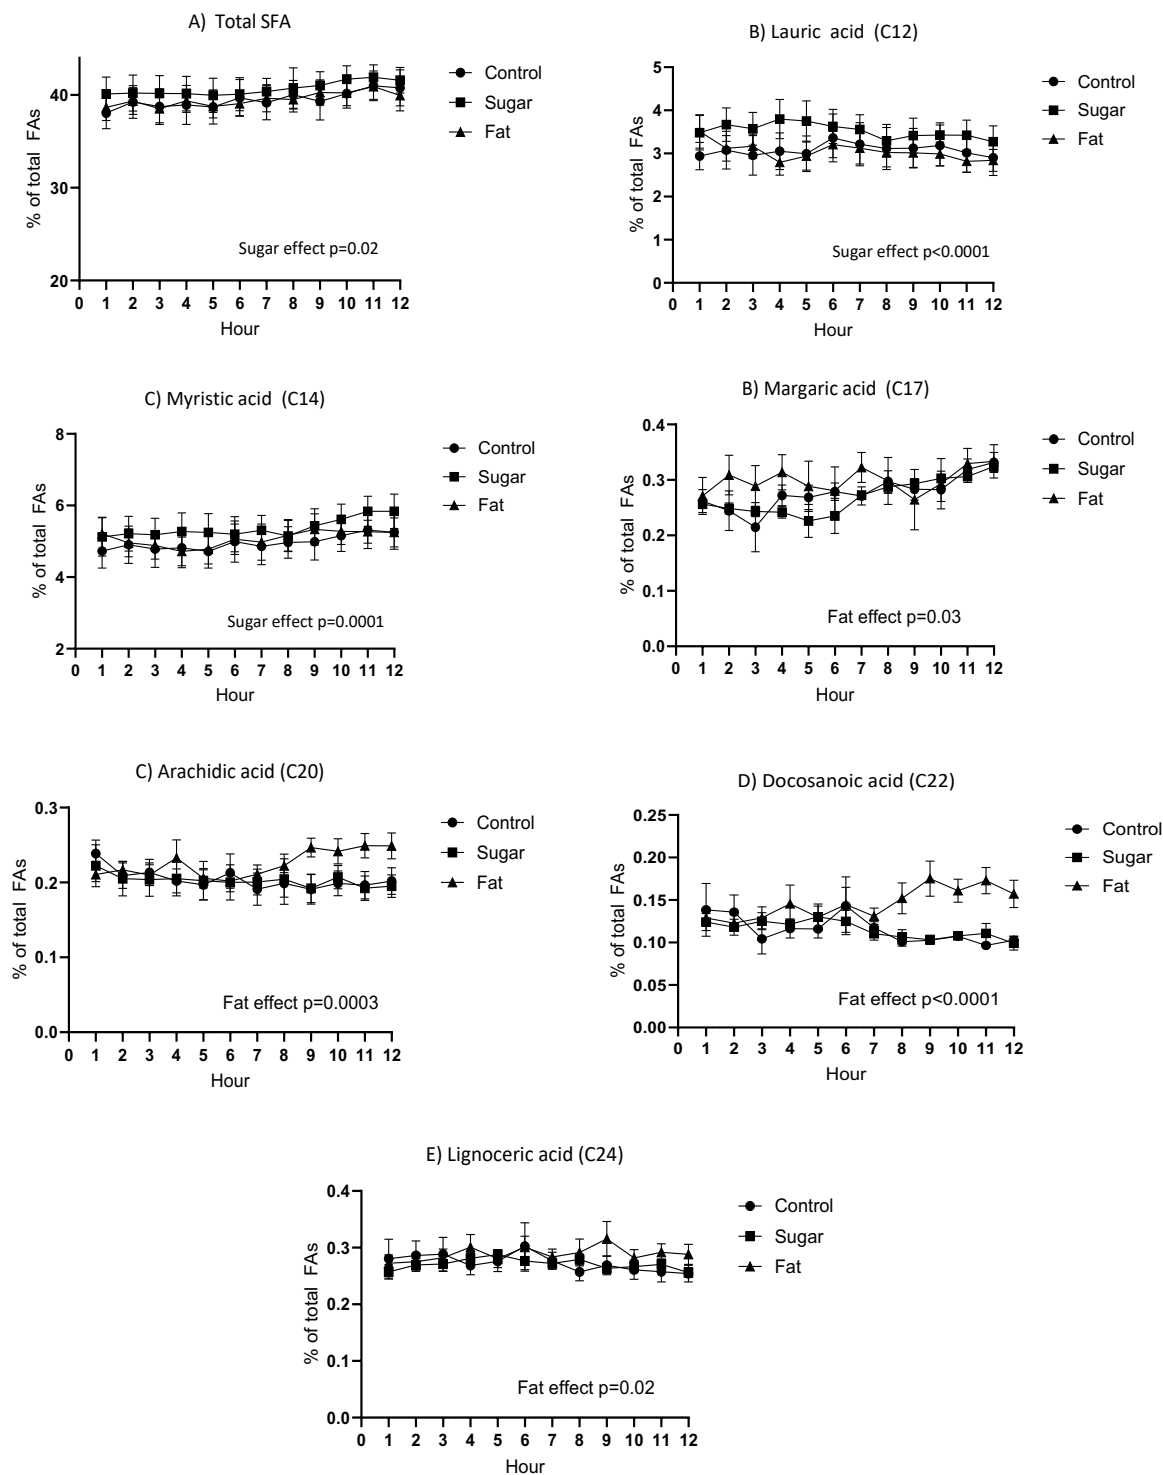 A) Total SFA
% of total FAs
40
30
20
0 1 2 3 4 5 6 7 8 9 10 11 12
Hour
Sugar effect p=0.02
Control
Sugar
Fat
B) Lauric acid (C12)
% of total FAs
5
4
3
2
1
0
0 1 2 3 4 5 6 7 8 9 10 11 12
Hour
Sugar effect p<0.0001
Control
Sugar
Fat
C) Myristic acid (C14)
% of total FAs
8
6
4
2
0 1 2 3 4 5 6 7 8 9 10 11 12
Hour
Sugar effect p=0.0001
Control
Sugar
Fat
B) Margaric acid (C17)
% of total FAs
0.4
0.3
0.2
0.1
0.0
0 1 2 3 4 5 6 7 8 9 10 11 12
Hour
Fat effect p=0.03
Control
Sugar
Fat
C) Arachidic acid (C20)
% of total FAs
0.3
0.2
0.1
0.0
0 1 2 3 4 5 6 7 8 9 10 11 12
Hour
Fat effect p=0.0003
Control
Sugar
Fat
D) Docosanoic acid (C22)
% of total FAs
0.25
0.20
0.15
0.10
0.05
0.00
0 1 2 3 4 5 6 7 8 9 10 11 12
Hour
Fat effect p<0.0001
Control
Sugar
Fat
E) Lignoceric acid (C24)
% of total FAs
0.4
0.3
0.2
0.1
0.0
0 1 2 3 4 5 6 7 8 9 10 11 12
Hour
Fat effect p=0.02
Control
Sugar
Fat